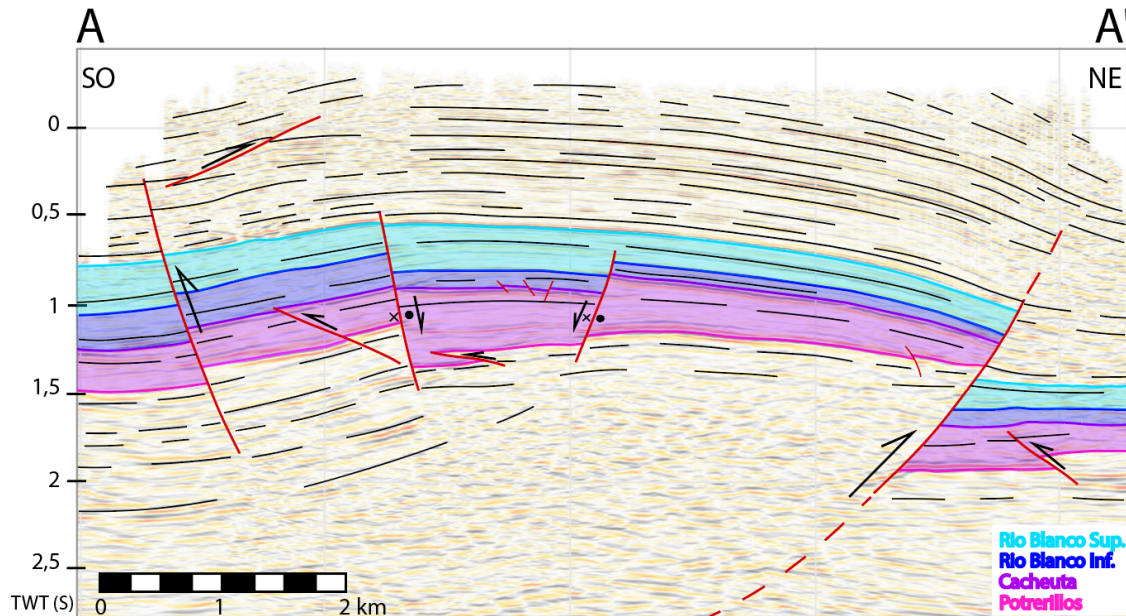 A
A'
SO
NE
0
0,5
1
1,5
2
2,5
TWT (S)
0 1 2 km
Rio Blanco Sup.
Rio Blanco Inf.
Cacheuta
Potrerillos